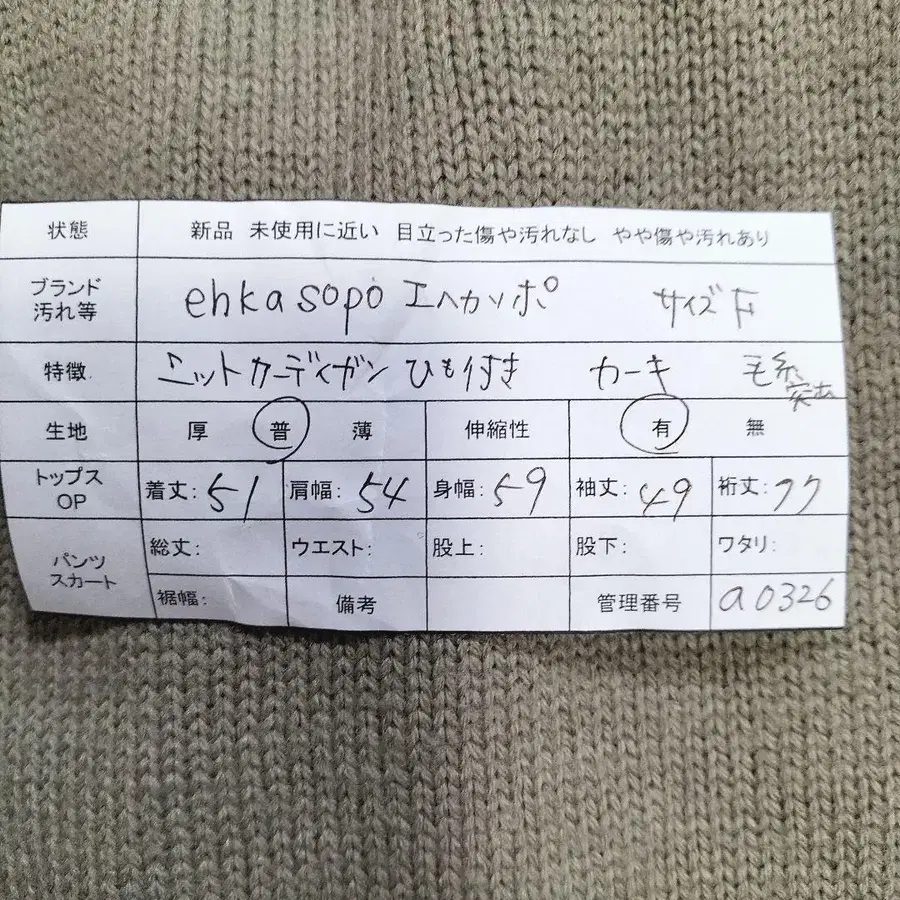 状態 新品 未使用に近い 目立った傷や汚れなし やや傷や汚れあり
ブランド
汚れ等 ehka sopo エヘカソポ サイズF
特徴. ニットカーディガン ひも付き カーキ 毛糸
生地 厚 普 薄 伸縮性 有 無
トップス
OP 着丈:51 肩幅:54 身幅:59 袖丈:49 裄丈:77
パンツ
スカート 総丈: ウエスト: 股上: 股下: ワタリ:
裾幅: 備考 管理番号 a0326